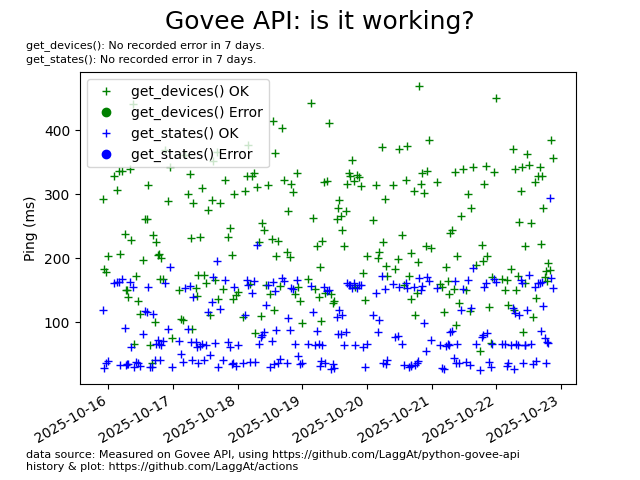 Govee API: is it working?
get_devices(): No recorded error in 7 days.
get_states(): No recorded error in 7 days.
get_devices() OK
get_devices() Error
get_states() OK
get_states() Error
Ping (ms)
400
300
200
100
2025-10-16
2025-10-17
2025-10-18
2025-10-19
2025-10-20
2025-10-21
2025-10-22
2025-10-23
data source: Measured on Govee API, using https://github.com/LaggAt/python-govee-api
history & plot: https://github.com/LaggAt/actions